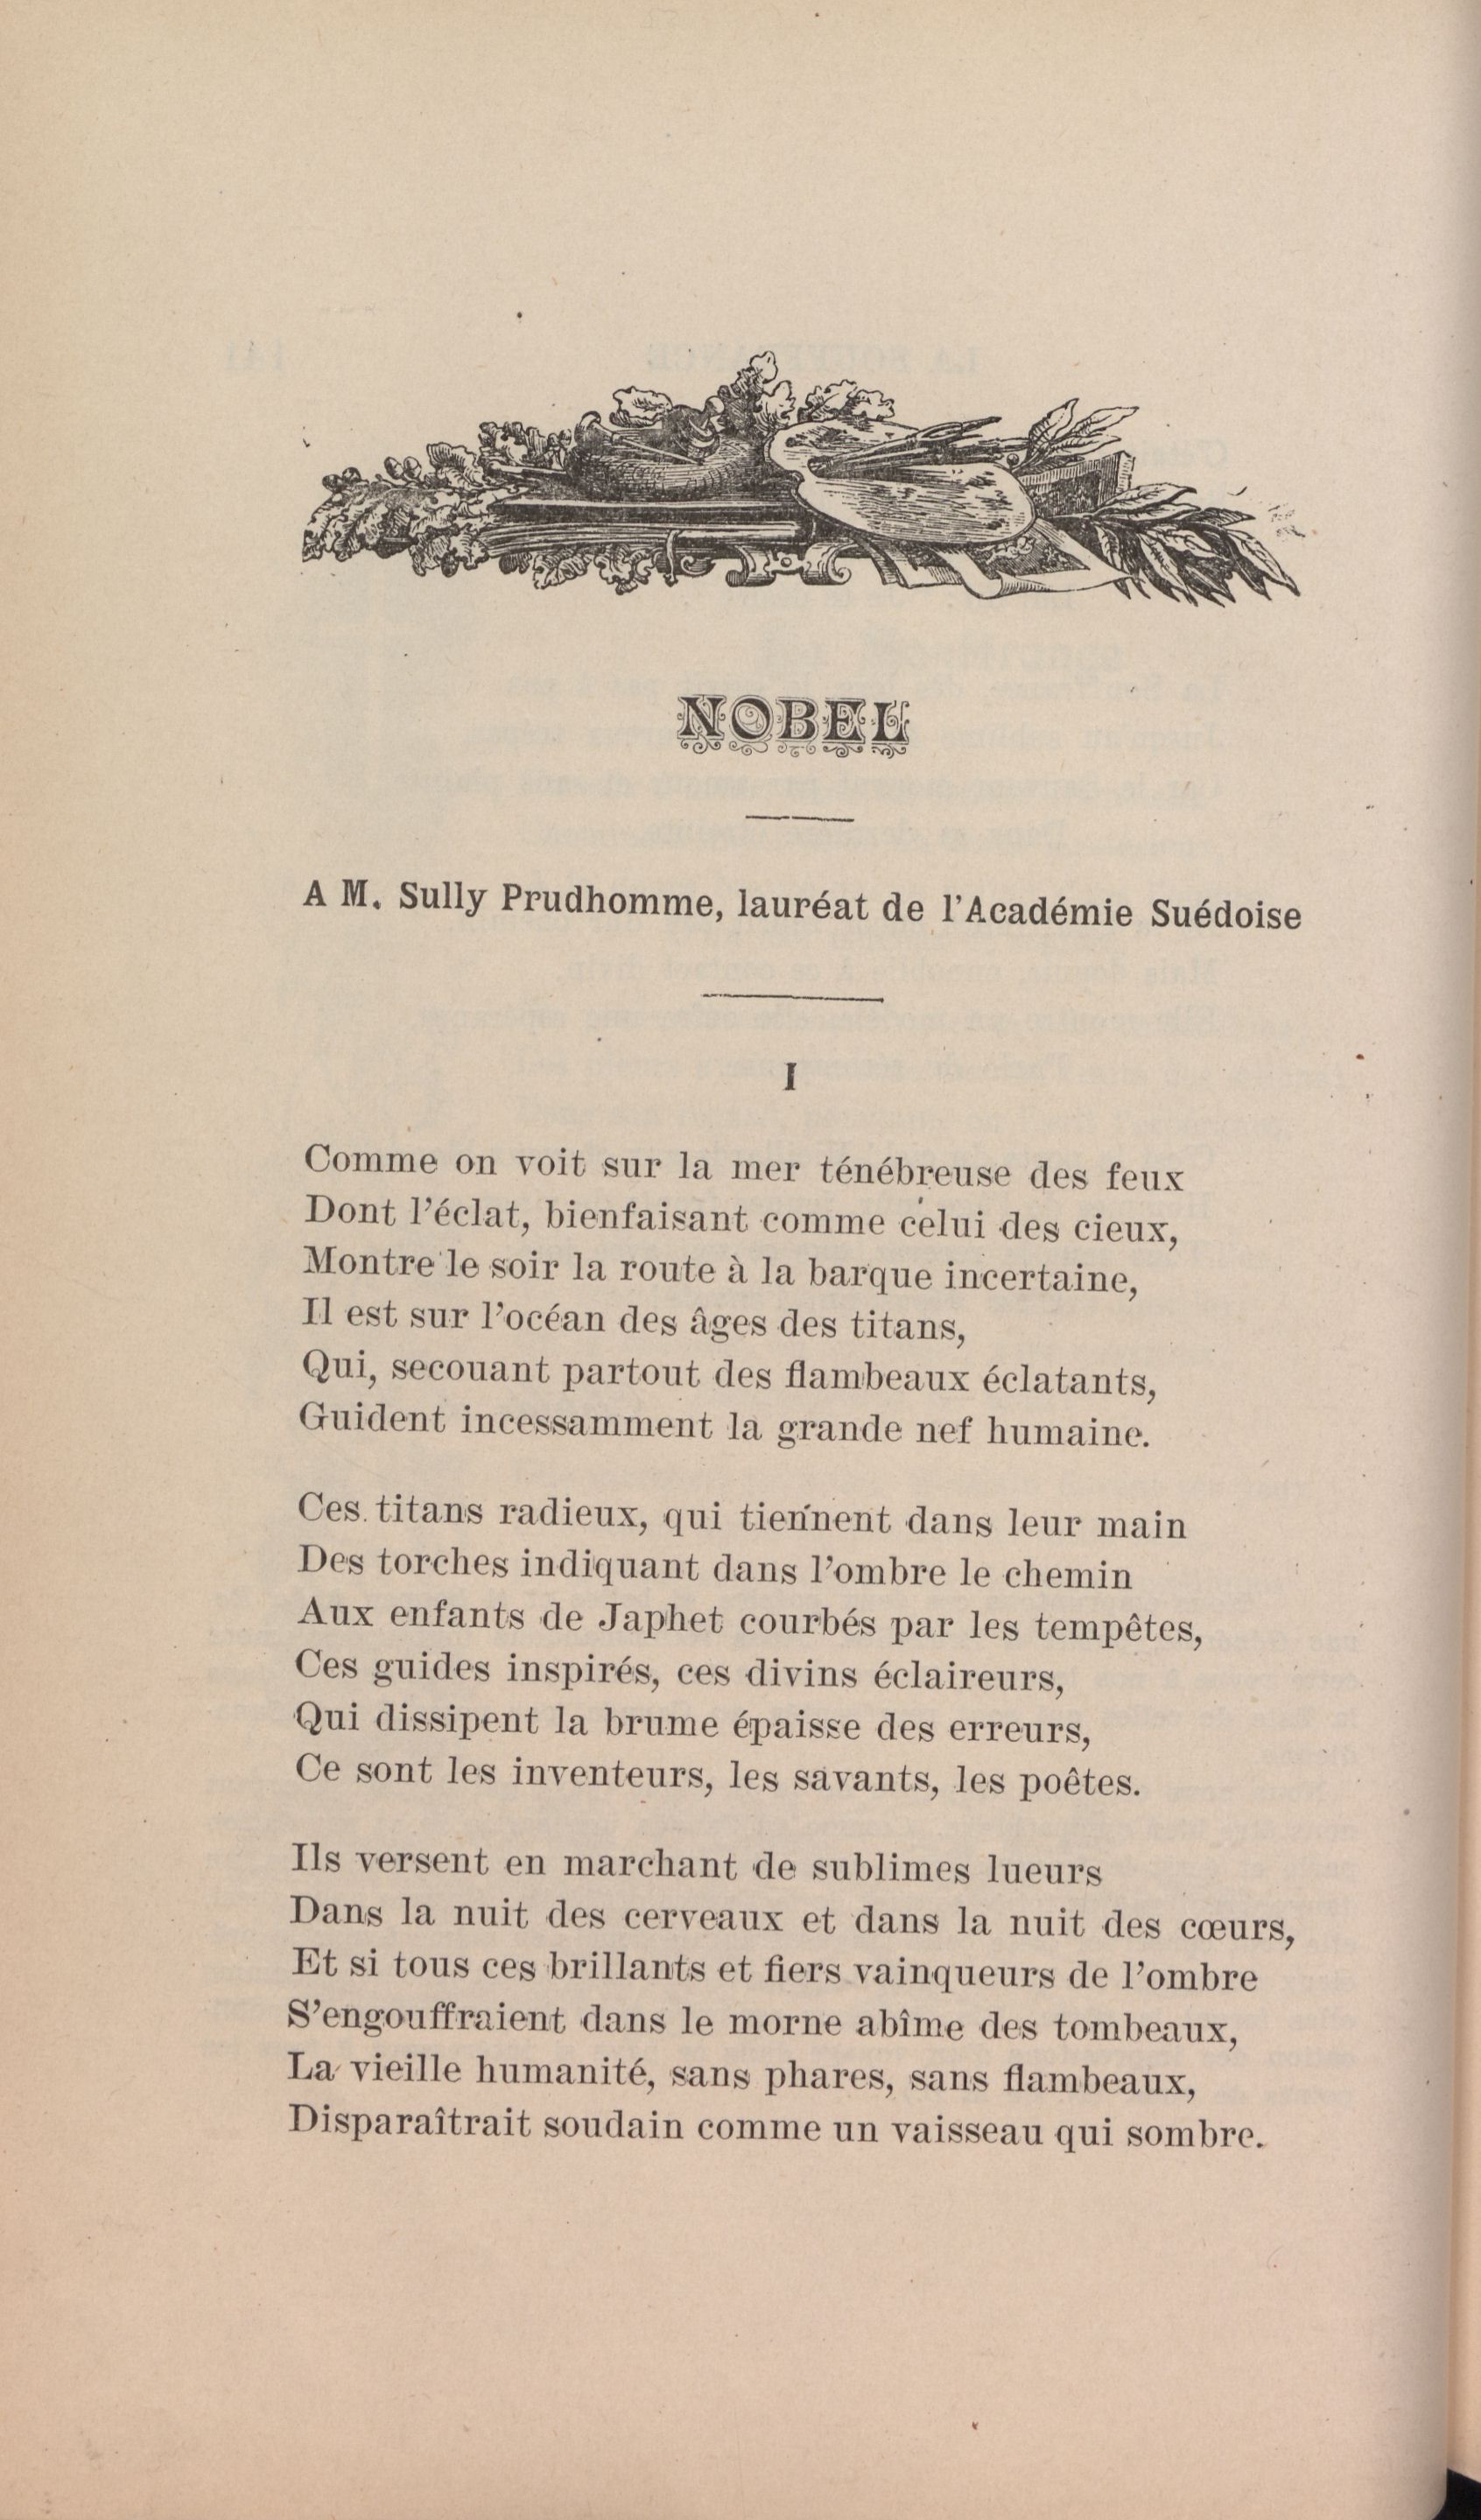 NOBEL
A M. Sully Prudhomme, lauréat de l'Académie Suédoise
I
Comme on voit sur la mer ténébreuse des feux
Dont l'éclat, bienfaisant comme celui des cieux,
Montre le soir la route à la barque incertaine,
Il est sur l'océan des âges des titans,
Qui, secouant partout des flambeaux éclatants,
Guident incessamment la grande nef humaine.
Ces titans radieux, qui tiennent dans leur main
Des torches indiquant dans l'ombre le chemin
Aux enfants de Japhet courbés par les tempêtes,
Ces guides inspirés, ces divins éclaireurs,
Qui dissipent la brume épaisse des erreurs,
Ce sont les inventeurs, les savants, les poêtes.
Ils versent en marchant de sublimes lueurs
Dans la nuit des cerveaux et dans la nuit des cœurs,
Et si tous ces brillants et fiers vainqueurs de l'ombre
S'engouffraient dans le morne abîme des tombeaux,
La vieille humanité, sans phares, sans flambeaux,
Disparaîtrait soudain comme un vaisseau qui sombre.